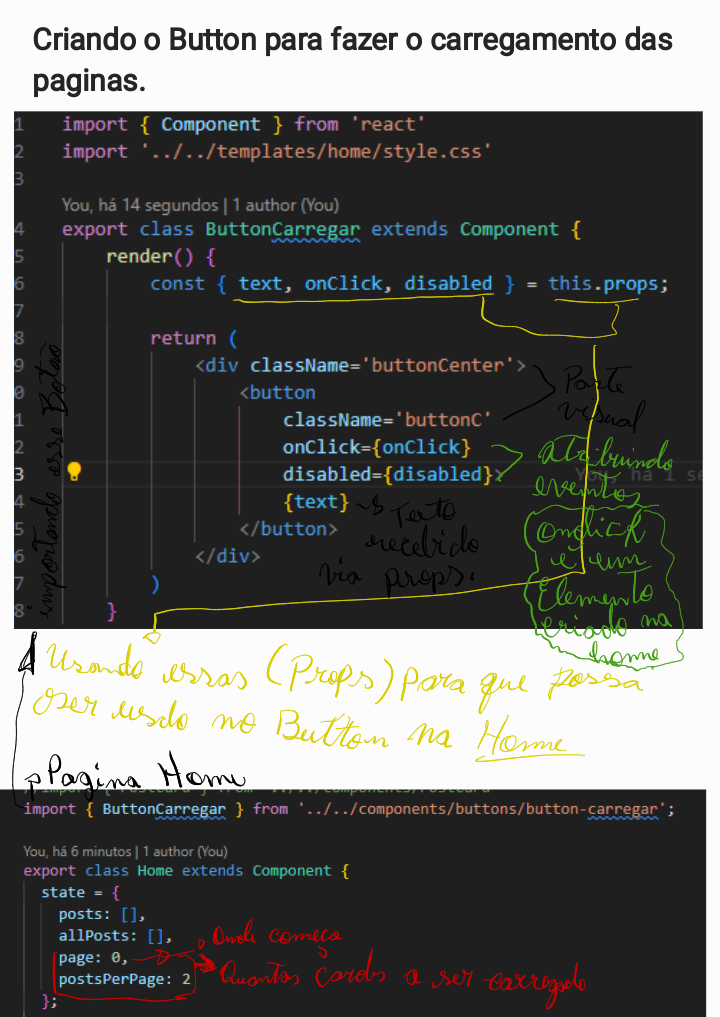 Criando o Button para fazer o carregamento das
paginas.
1 import { Component } from 'react'
2 import '../../templates/home/style.css'
3
You, há 14 segundos | 1 author (You)
4 export class ButtonCarregar extends Component {
5 render() {
6 const { text, onClick, disabled } = this.props;
7
8 return (
9 <div className='buttonCenter'>
0 <button
1 className='buttonC'
2 onClick={onClick}
3 disabled={disabled}>
4 {text}
5 </button>
6 </div>
7 )
8 }
importando esse Botão
Parte
visual
atribuindo
eventos
onclick
é um
Elemento
criado na
home
Texto
recebido
via props.
Usando essas (Props) para que possa
ser usado no Button na Home
Pagina Home
import { ButtonCarregar } from '../../components/buttons/button-carregar';
You, há 6 minutos | 1 author (You)
export class Home extends Component {
state = {
posts: [],
allPosts: [],
page: 0,
postsPerPage: 2
};
Onde começa
Quantos Cards a ser carregado